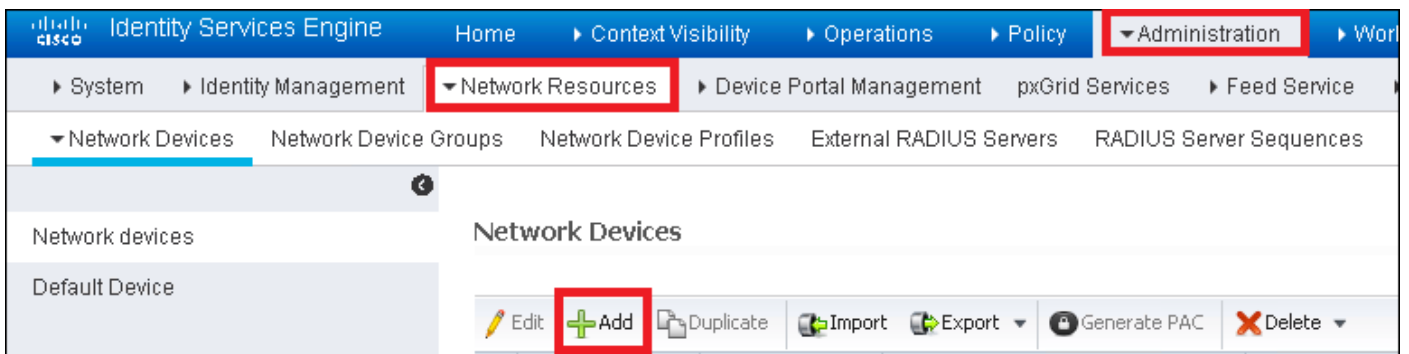 cisco Identity Services Engine Home Context Visibility Operations Policy Administration
System Identity Management Network Resources Device Portal Management pxGrid Services Feed Service
Network Devices Network Device Groups Network Device Profiles External RADIUS Servers RADIUS Server Sequences
Network devices
Default Device
Network Devices
Edit Add Duplicate Import Export Generate PAC Delete